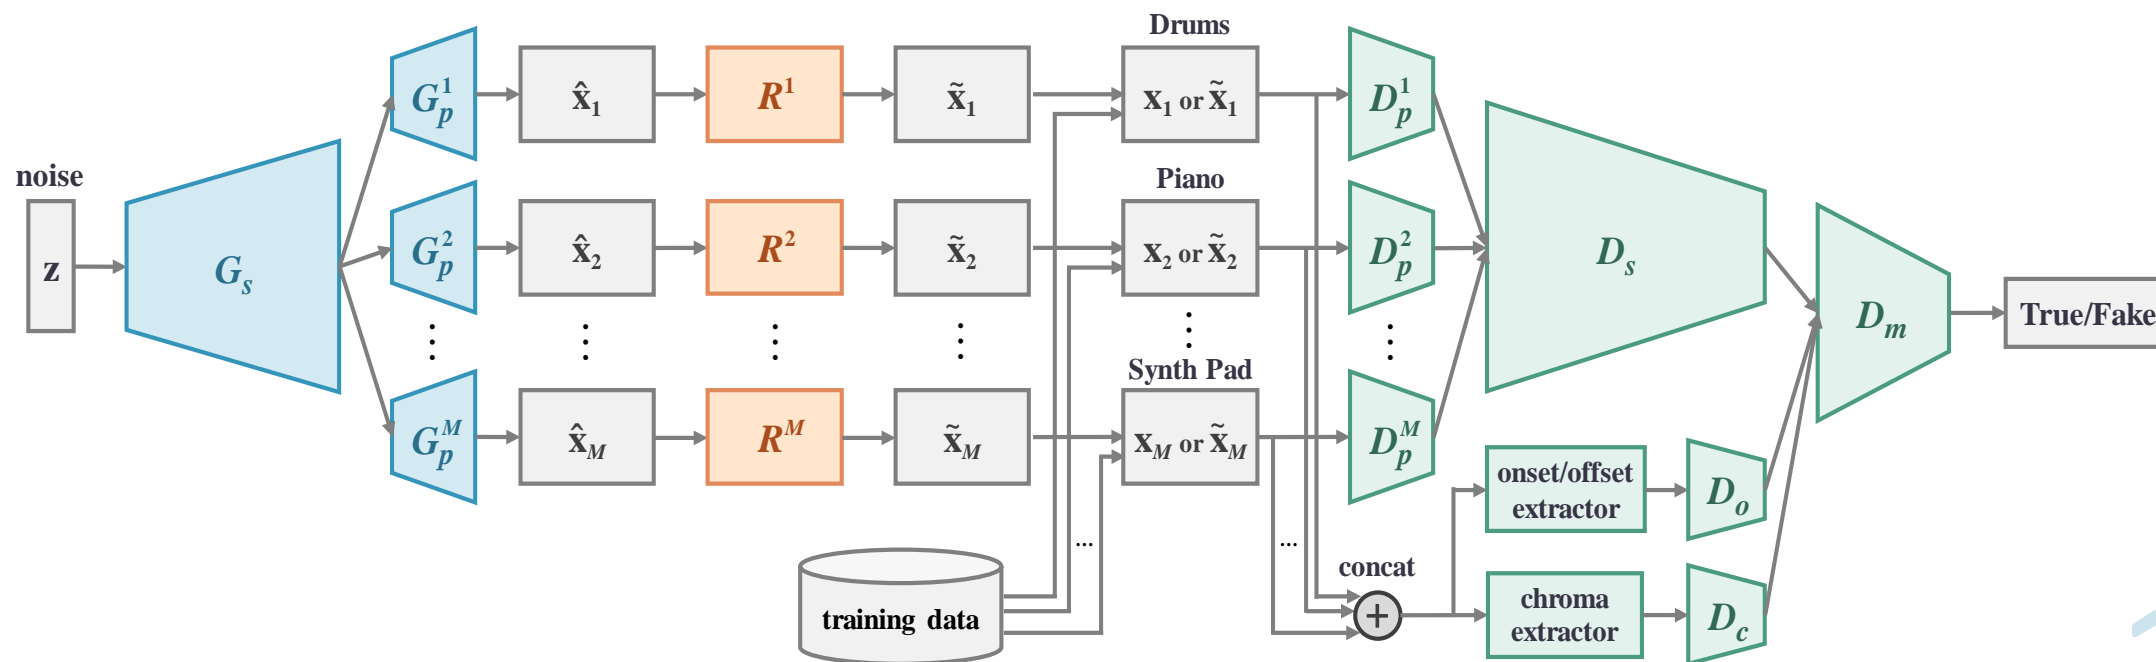 noise
z
G_s
G_p^1
x̂_1
R^1
x̃_1
Drums
x_1 or x̃_1
D_p^1
G_p^2
x̂_2
R^2
x̃_2
Piano
x_2 or x̃_2
D_p^2
⋮ ⋮ ⋮ ⋮ ⋮ ⋮
G_p^M
x̂_M
R^M
x̃_M
Synth Pad
x_M or x̃_M
D_p^M
D_s
D_m
True/Fake
training data
...
...
concat
+
onset/offset
extractor
D_o
chroma
extractor
D_c